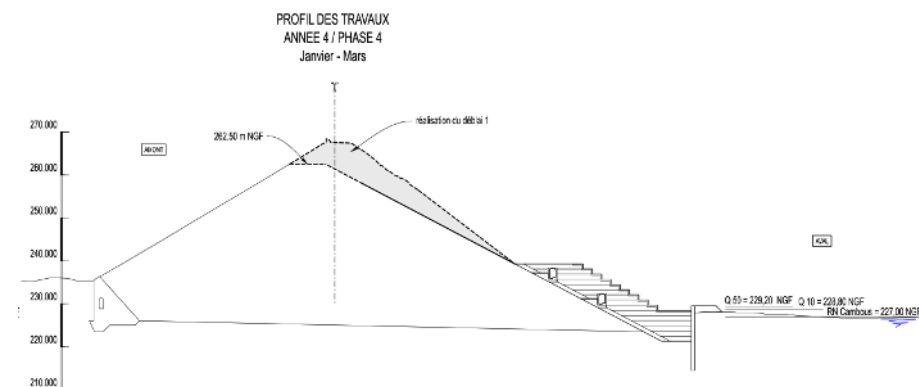 PROFIL DES TRAVAUX
ANNEE 4 / PHASE 4
Janvier - Mars
réalisation du déblai 1
262,50 m NGF
AMONT
AVAL
270.000
260.000
250.000
240.000
230.000
220.000
210.000
Q 50 = 229,20 NGF Q 10 = 228,80 NGF
RN Cambous = 227,00 NGF